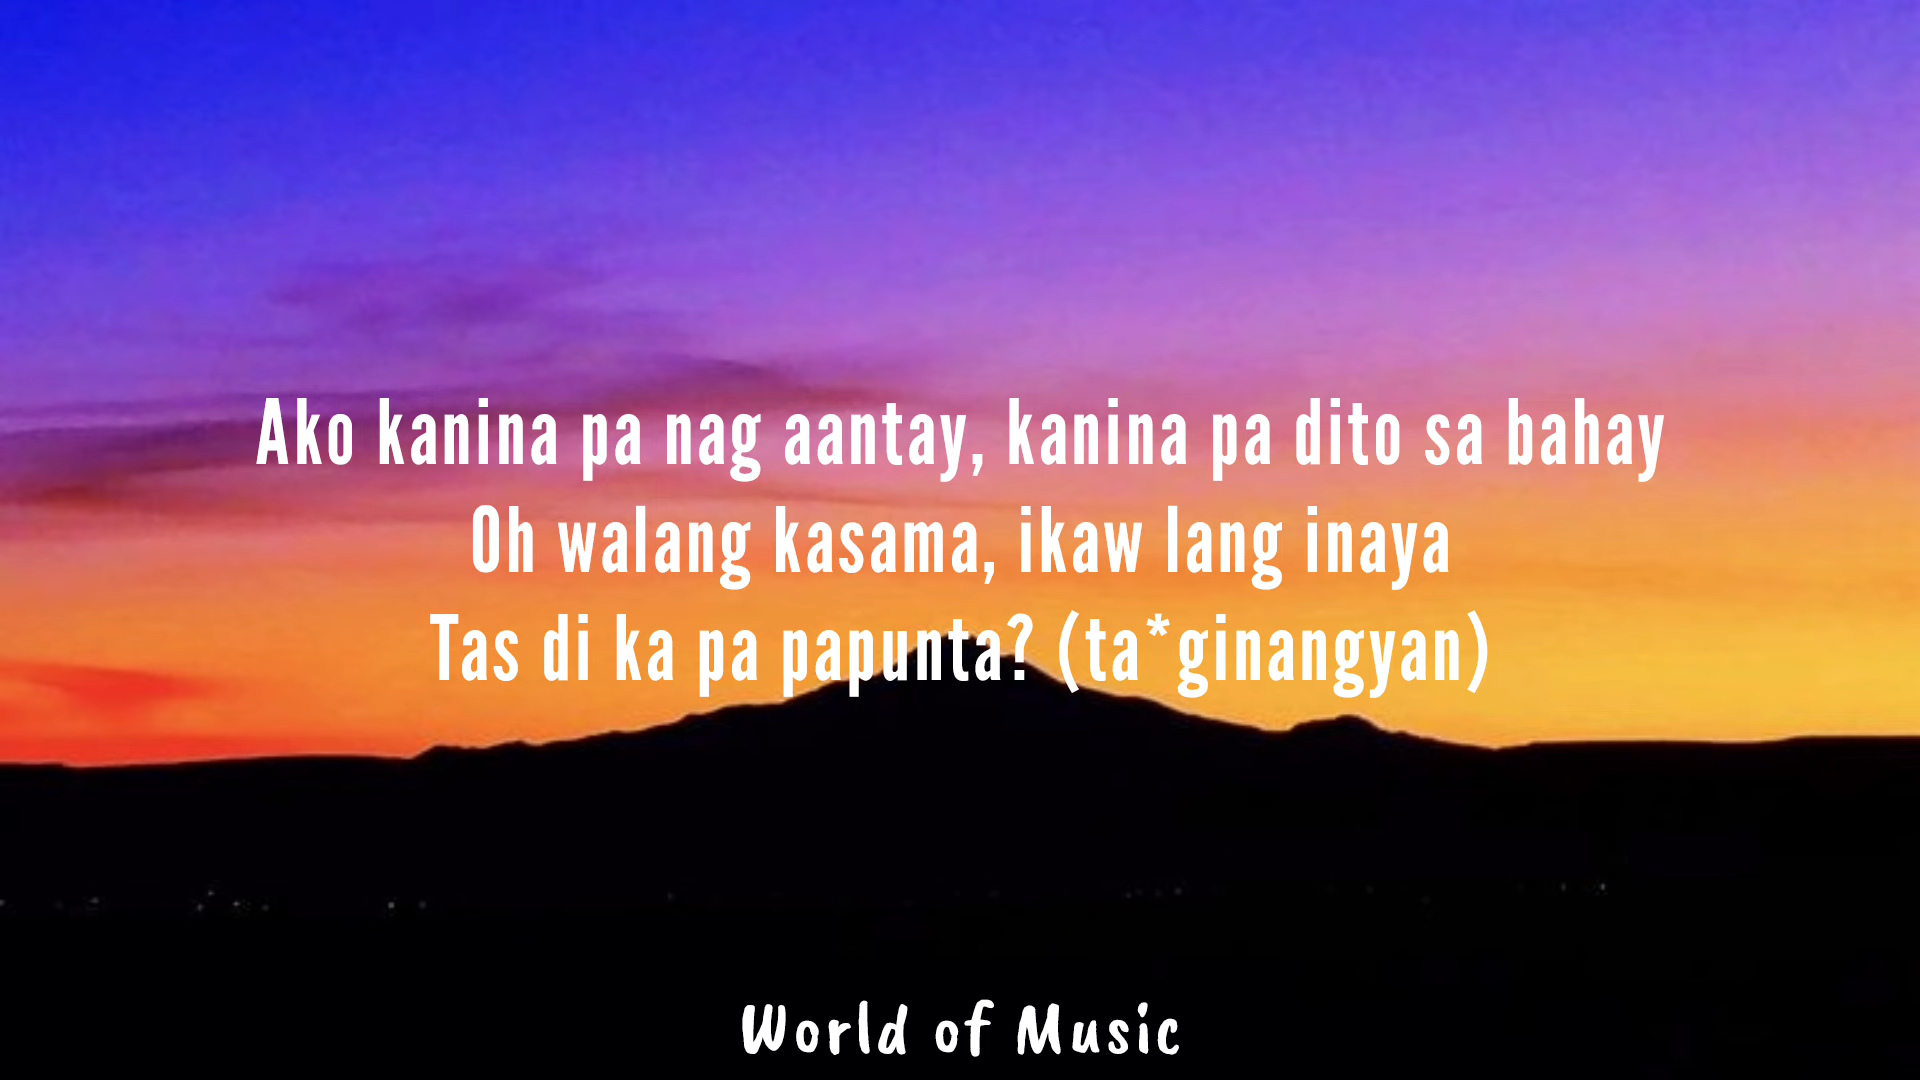 Ako kanina pa nag aantay, kanina pa dito sa bahay
Oh walang kasama, ikaw lang inaya
Tas di ka pa papunta? (ta*ginangyan)
World of Music